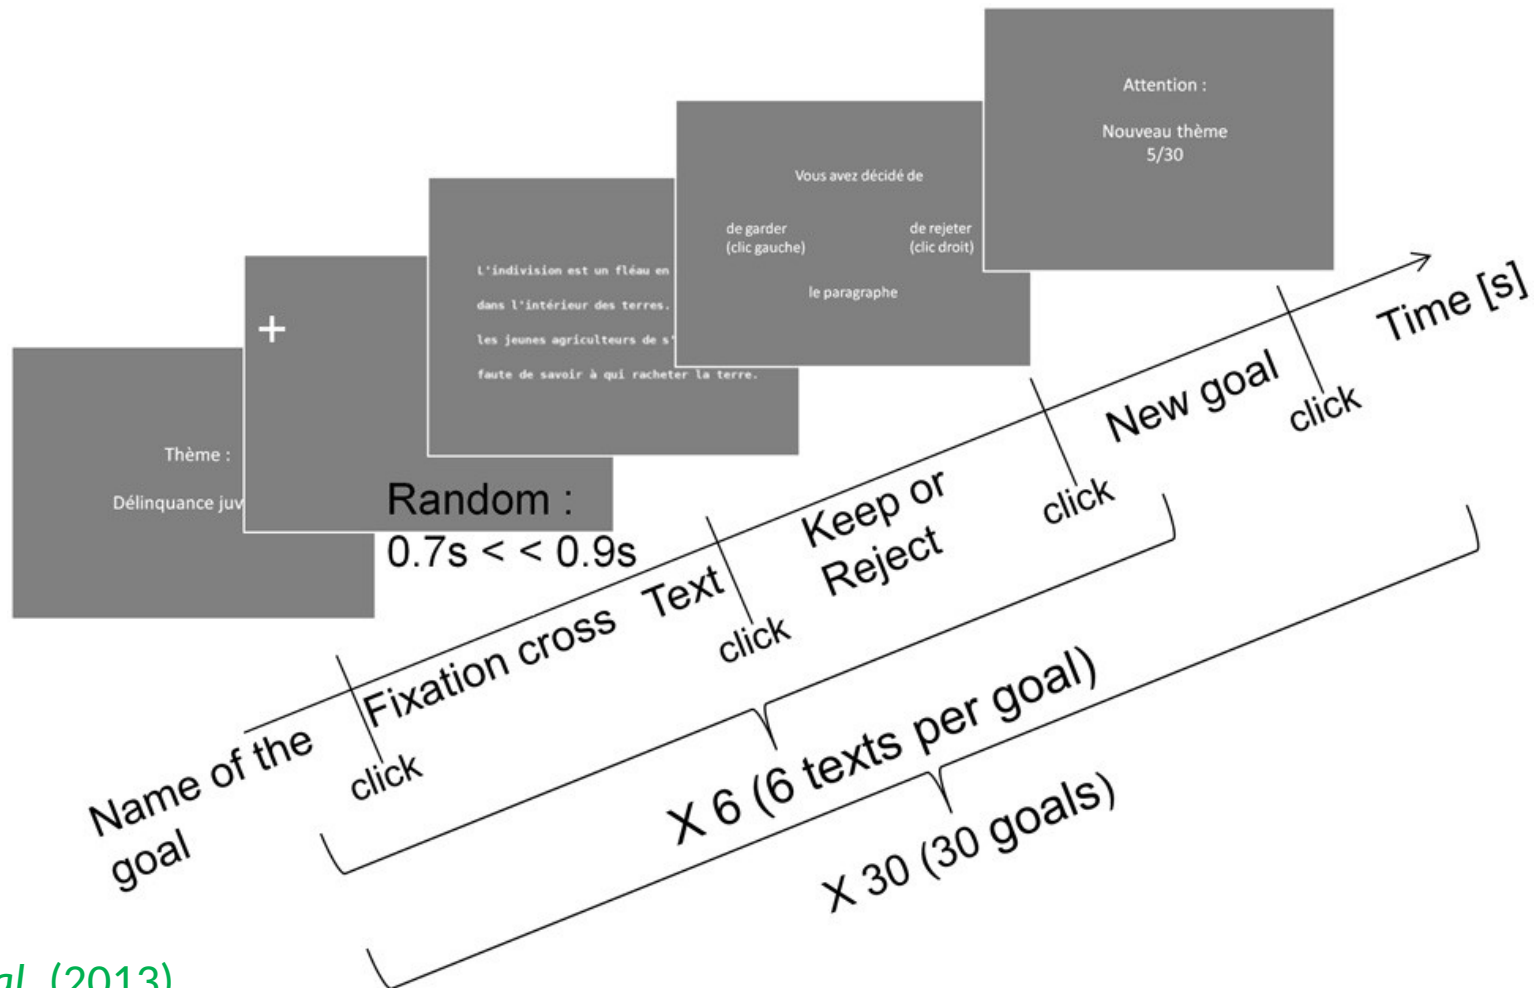 Attention :
Nouveau thème
5/30
Vous avez décidé de
de garder
(clic gauche)
de rejeter
(clic droit)
le paragraphe
L'indivision est un fléau en
dans l'intérieur des terres.
les jeunes agriculteurs de s'
faute de savoir à qui racheter la terre.
+
Thème :
Délinquance juv
Random :
0.7s < < 0.9s
Name of the
goal
click
Fixation cross
Text
click
Keep or
Reject
click
New goal
click
Time [s]
X 6 (6 texts per goal)
X 30 (30 goals)
al. (2013)